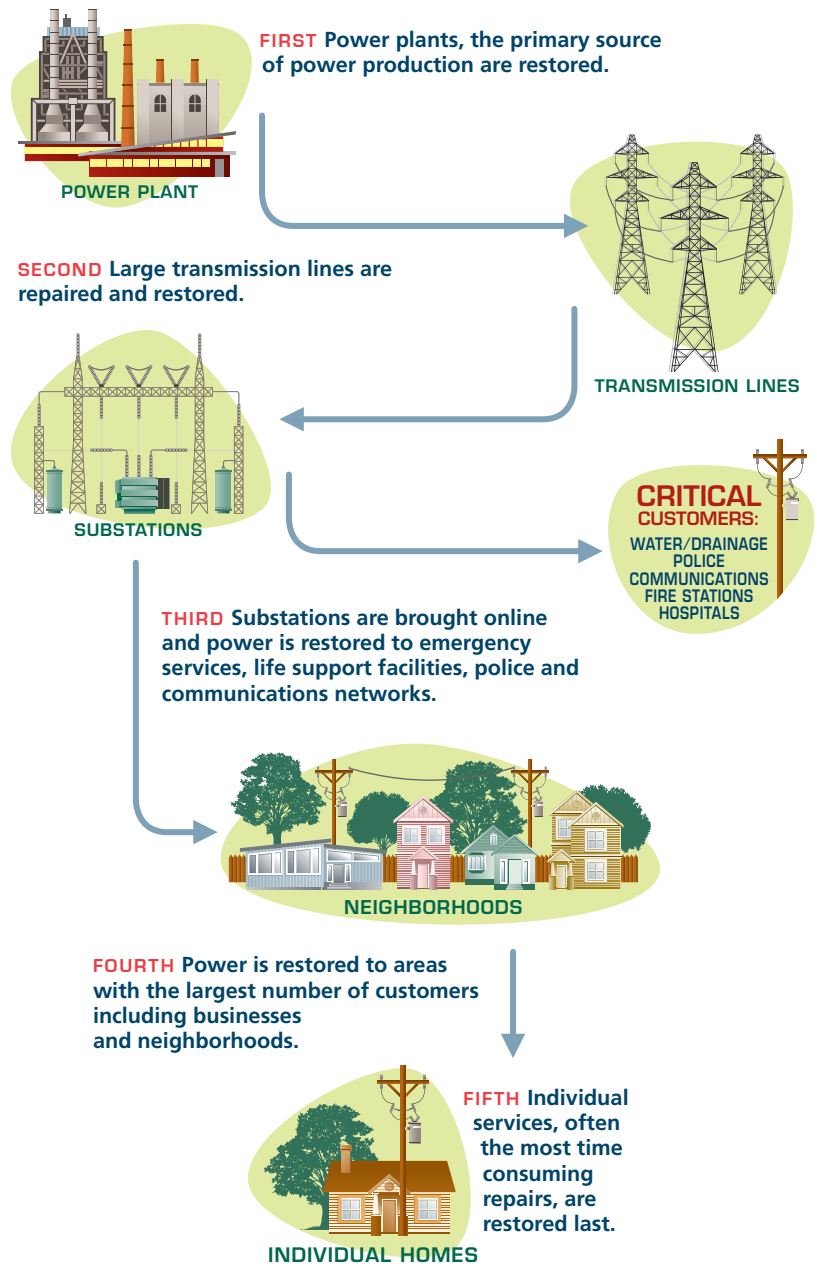 FIRST Power plants, the primary source
of power production are restored.
POWER PLANT
SECOND Large transmission lines are
repaired and restored.
TRANSMISSION LINES
SUBSTATIONS
CRITICAL
CUSTOMERS:
WATER/DRAINAGE
POLICE
COMMUNICATIONS
FIRE STATIONS
HOSPITALS
THIRD Substations are brought online
and power is restored to emergency
services, life support facilities, police and
communications networks.
NEIGHBORHOODS
FOURTH Power is restored to areas
with the largest number of customers
including businesses
and neighborhoods.
FIFTH Individual
services, often
the most time
consuming
repairs, are
restored last.
INDIVIDUAL HOMES